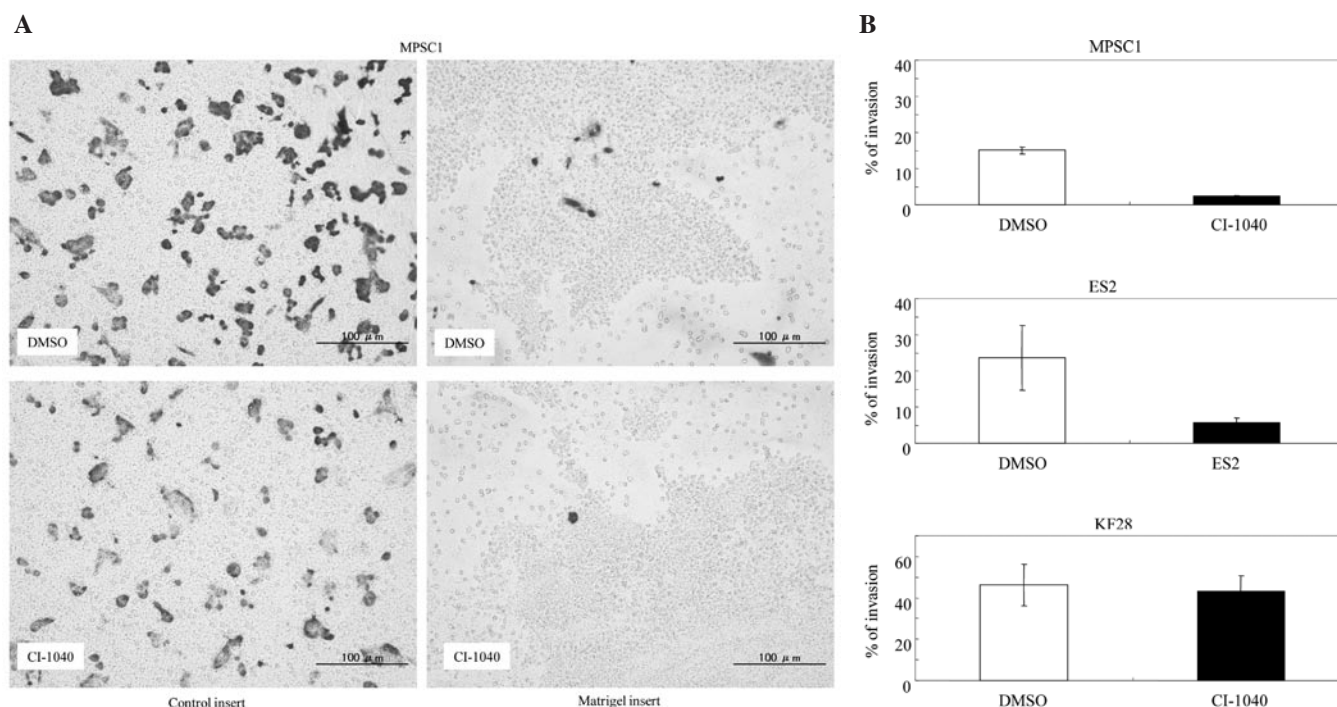 A
MPSC1
DMSO
100 μm
DMSO
100 μm
CI-1040
100 μm
CI-1040
100 μm
Control insert
Matrigel insert
B
MPSC1
% of invasion
40
30
20
10
0
DMSO
CI-1040
ES2
% of invasion
40
30
20
10
0
DMSO
ES2
KF28
% of invasion
60
40
20
0
DMSO
CI-1040